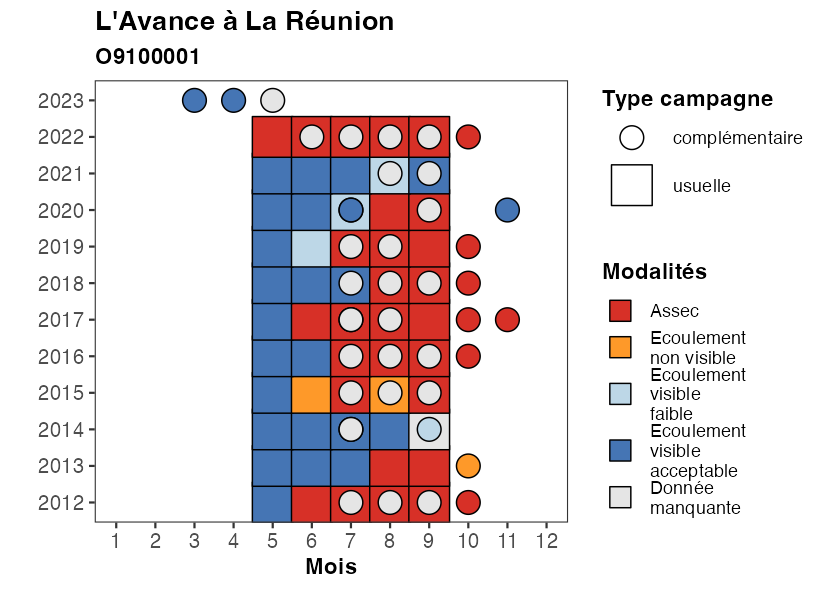 L'Avance à La Réunion
O9100001
2023
2022
2021
2020
2019
2018
2017
2016
2015
2014
2013
2012
1 2 3 4 5 6 7 8 9 10 11 12
Mois
Type campagne
complémentaire
usuelle
Modalités
Assec
Ecoulement
non visible
Ecoulement
visible
faible
Ecoulement
visible
acceptable
Donnée
manquante